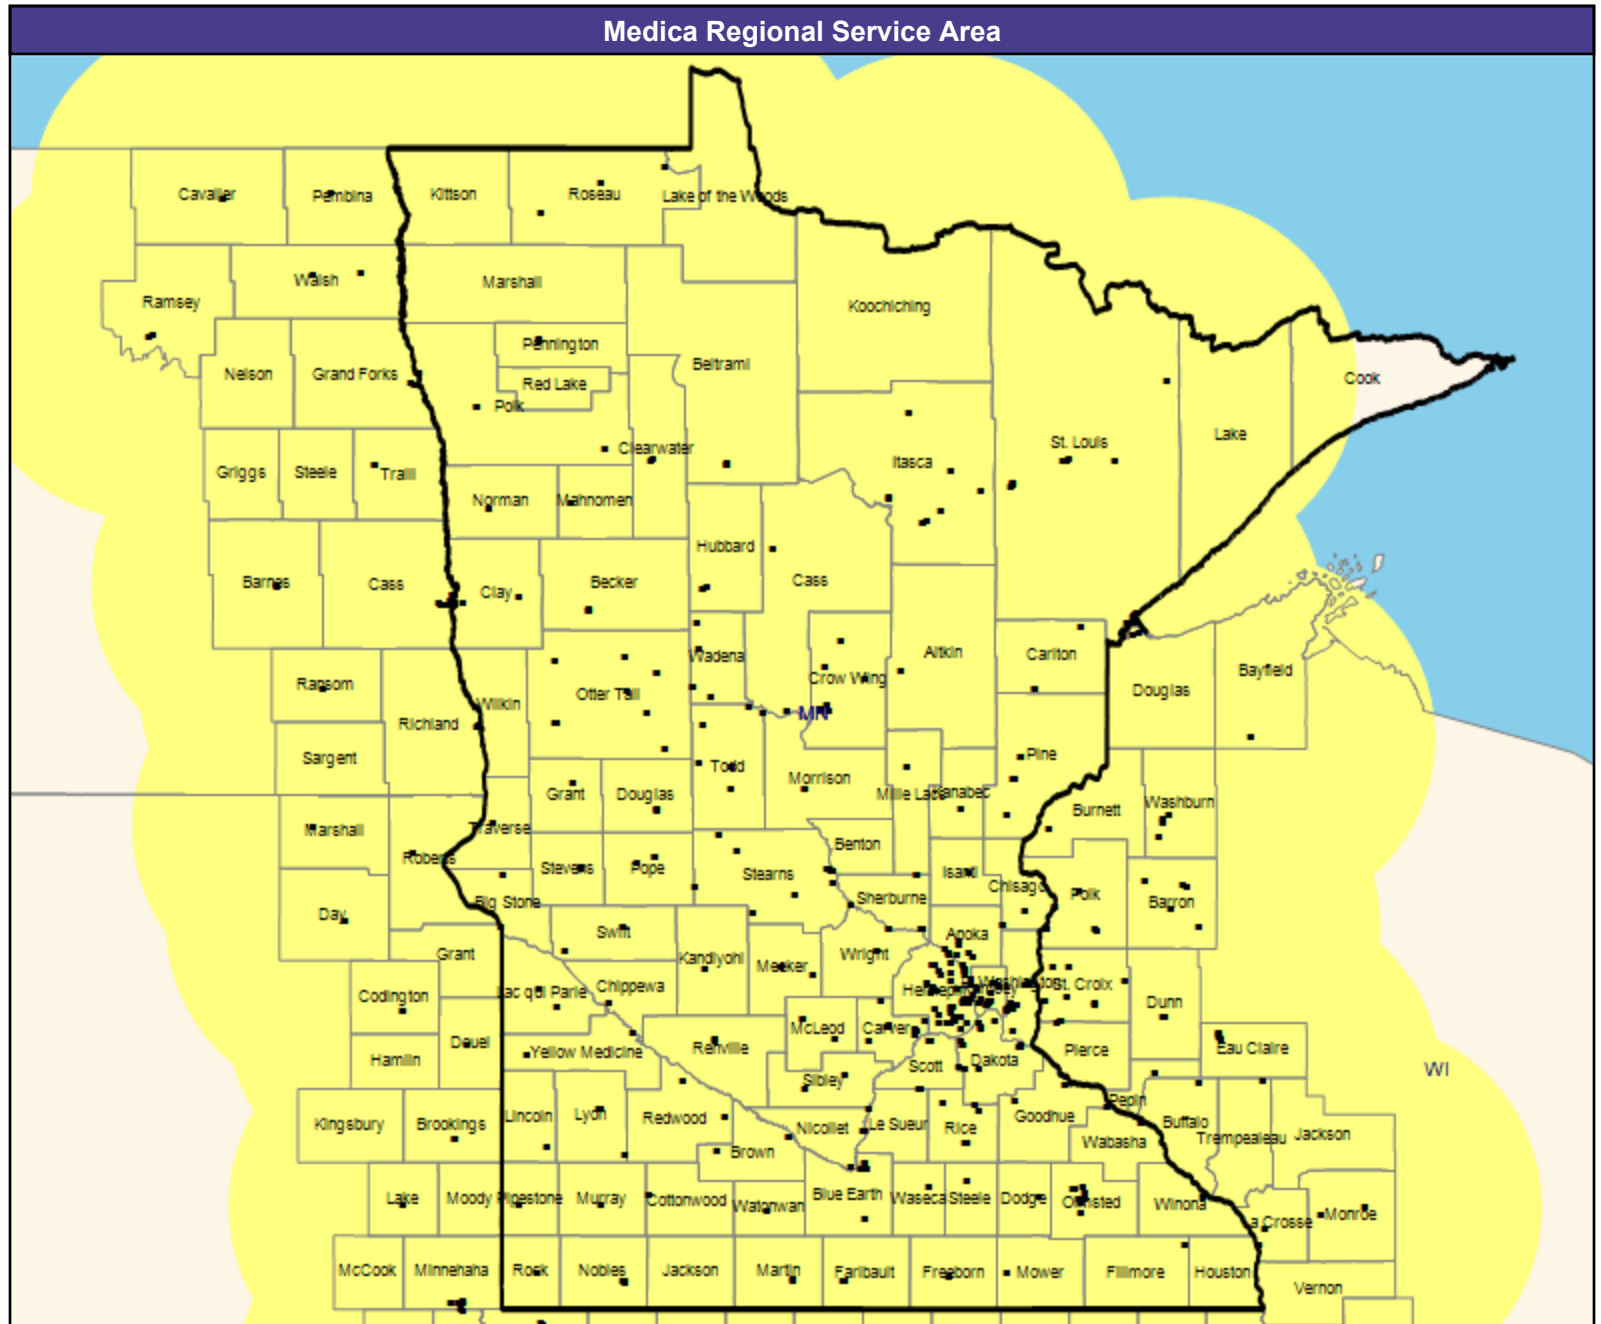 Medica Regional Service Area
Cavalier
Pembina
Kittson
Roseau
Lake of the Woods
Walsh
Marshall
Ramsey
Koochiching
Pennington
Beltrami
Nelson
Grand Forks
Red Lake
Cook
Polk
Lake
St. Louis
Clearwater
Itasca
Griggs
Steele
Traill
Norman
Mahnomen
Hubbard
Cass
Barnes
Cass
Clay
Becker
Aitkin
Carlton
Wadena
Crow Wing
Bayfield
Ransom
Otter Tail
Douglas
Wilkin
MN
Richland
Sargent
Pine
Todd
Morrison
Grant
Douglas
Mille Lacs
Kanabec
Washburn
Burnett
Marshall
Traverse
Benton
Roberts
Stevens
Pope
Stearns
Isanti
Chisago
Polk
Barron
Big Stone
Sherburne
Day
Swift
Anoka
Grant
Kandiyohi
Meeker
Wright
Washington
St. Croix
Codington
Lac qui Parle
Chippewa
Hennepin
Ramsey
Dunn
McLeod
Carver
Deuel
Yellow Medicine
Renville
Pierce
Eau Claire
Hamlin
Scott
Dakota
WI
Sibley
Pepin
Kingsbury
Brookings
Lincoln
Lyon
Redwood
Nicollet
Le Sueur
Rice
Goodhue
Buffalo
Trempealeau
Jackson
Wabasha
Brown
Lake
Moody
Pipestone
Murray
Cottonwood
Watonwan
Blue Earth
Waseca
Steele
Dodge
Olmsted
Winona
La Crosse
Monroe
McCook
Minnehaha
Rock
Nobles
Jackson
Martin
Faribault
Freeborn
Mower
Fillmore
Houston
Vernon